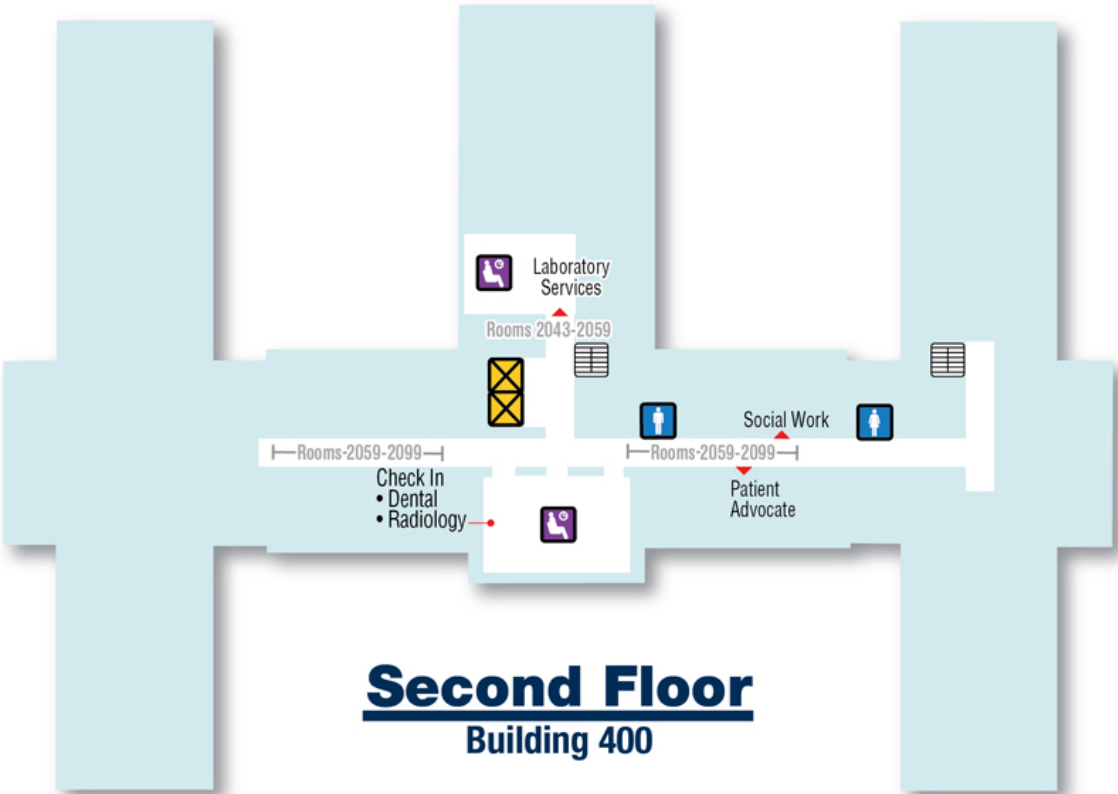 Laboratory
Services
Rooms 2043-2059
Social Work
Rooms-2059-2099
Rooms-2059-2099
Check In
• Dental
• Radiology
Patient
Advocate
Second Floor
Building 400